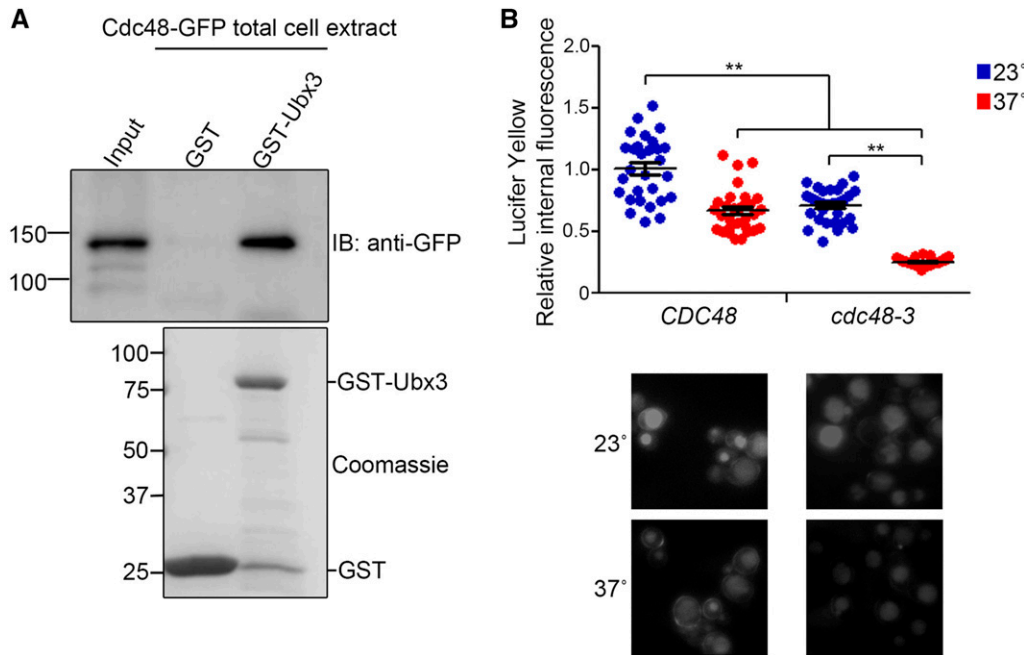 A
Cdc48-GFP total cell extract
Input
GST
GST-Ubx3
150
100
IB: anti-GFP
100
75
50
37
25
GST-Ubx3
Coomassie
GST
B
Lucifer Yellow
Relative internal fluorescence
2.0
1.5
1.0
0.5
0
**
**
23°
37°
CDC48
cdc48-3
23°
37°